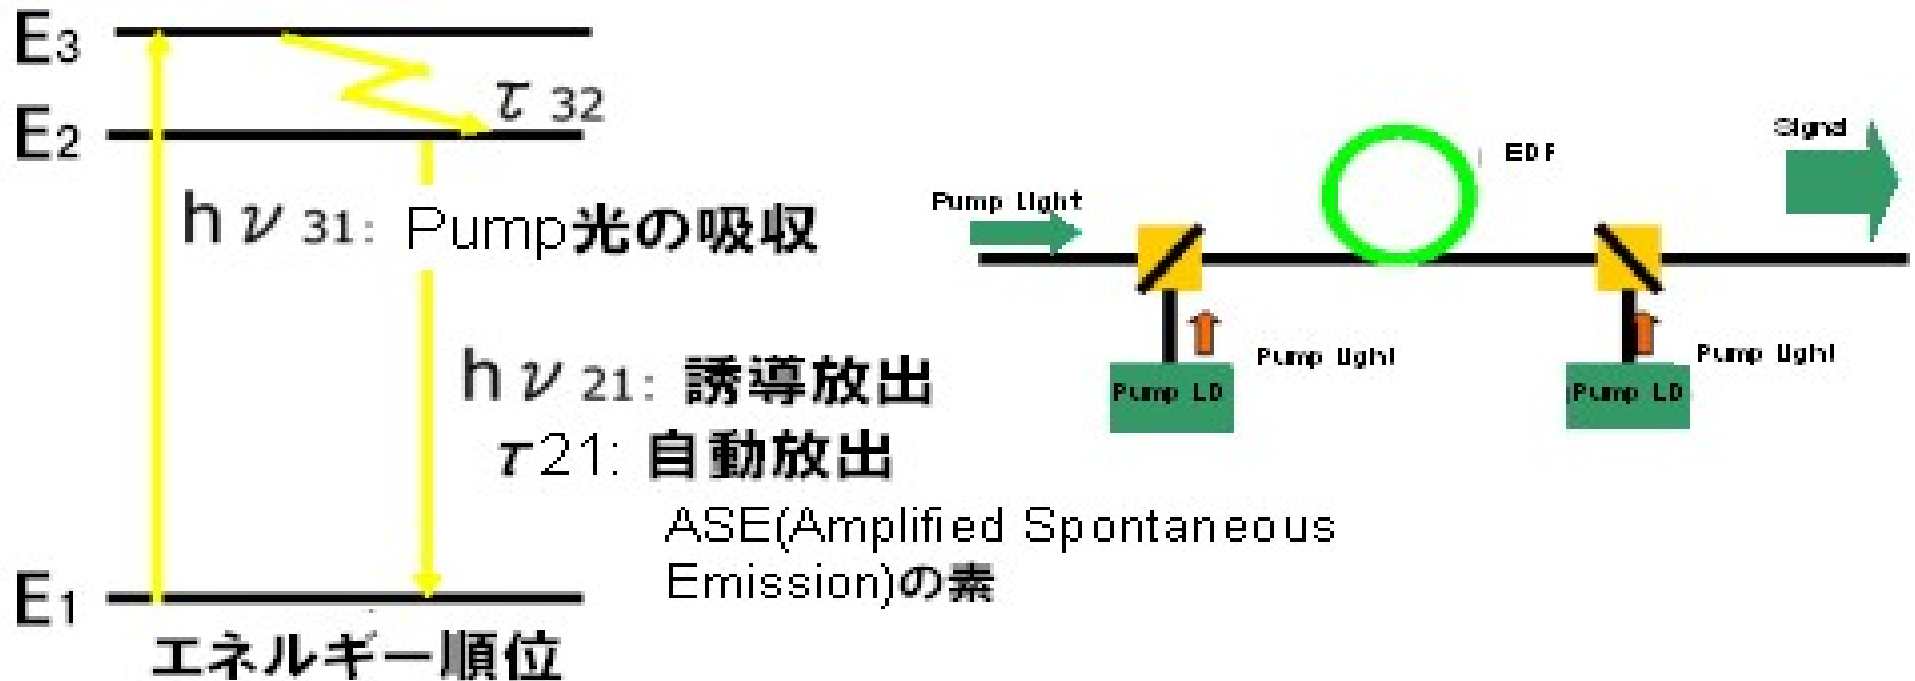 E3
τ 32
E2
hν 31: Pump光の吸収
hν 21: 誘導放出
τ21: 自動放出
ASE(Amplified Spontaneous
Emission)の素
E1
エネルギー順位
Signal
EDF
Pump Light
Pump Light
Pump Light
Pump LD
Pump LD